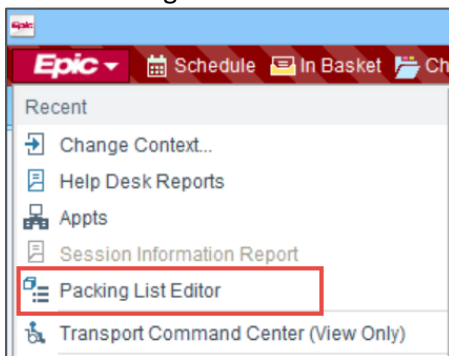 Epic
Epic Schedule In Basket Ch
Recent
Change Context...
Help Desk Reports
Appts
Session Information Report
Packing List Editor
Transport Command Center (View Only)